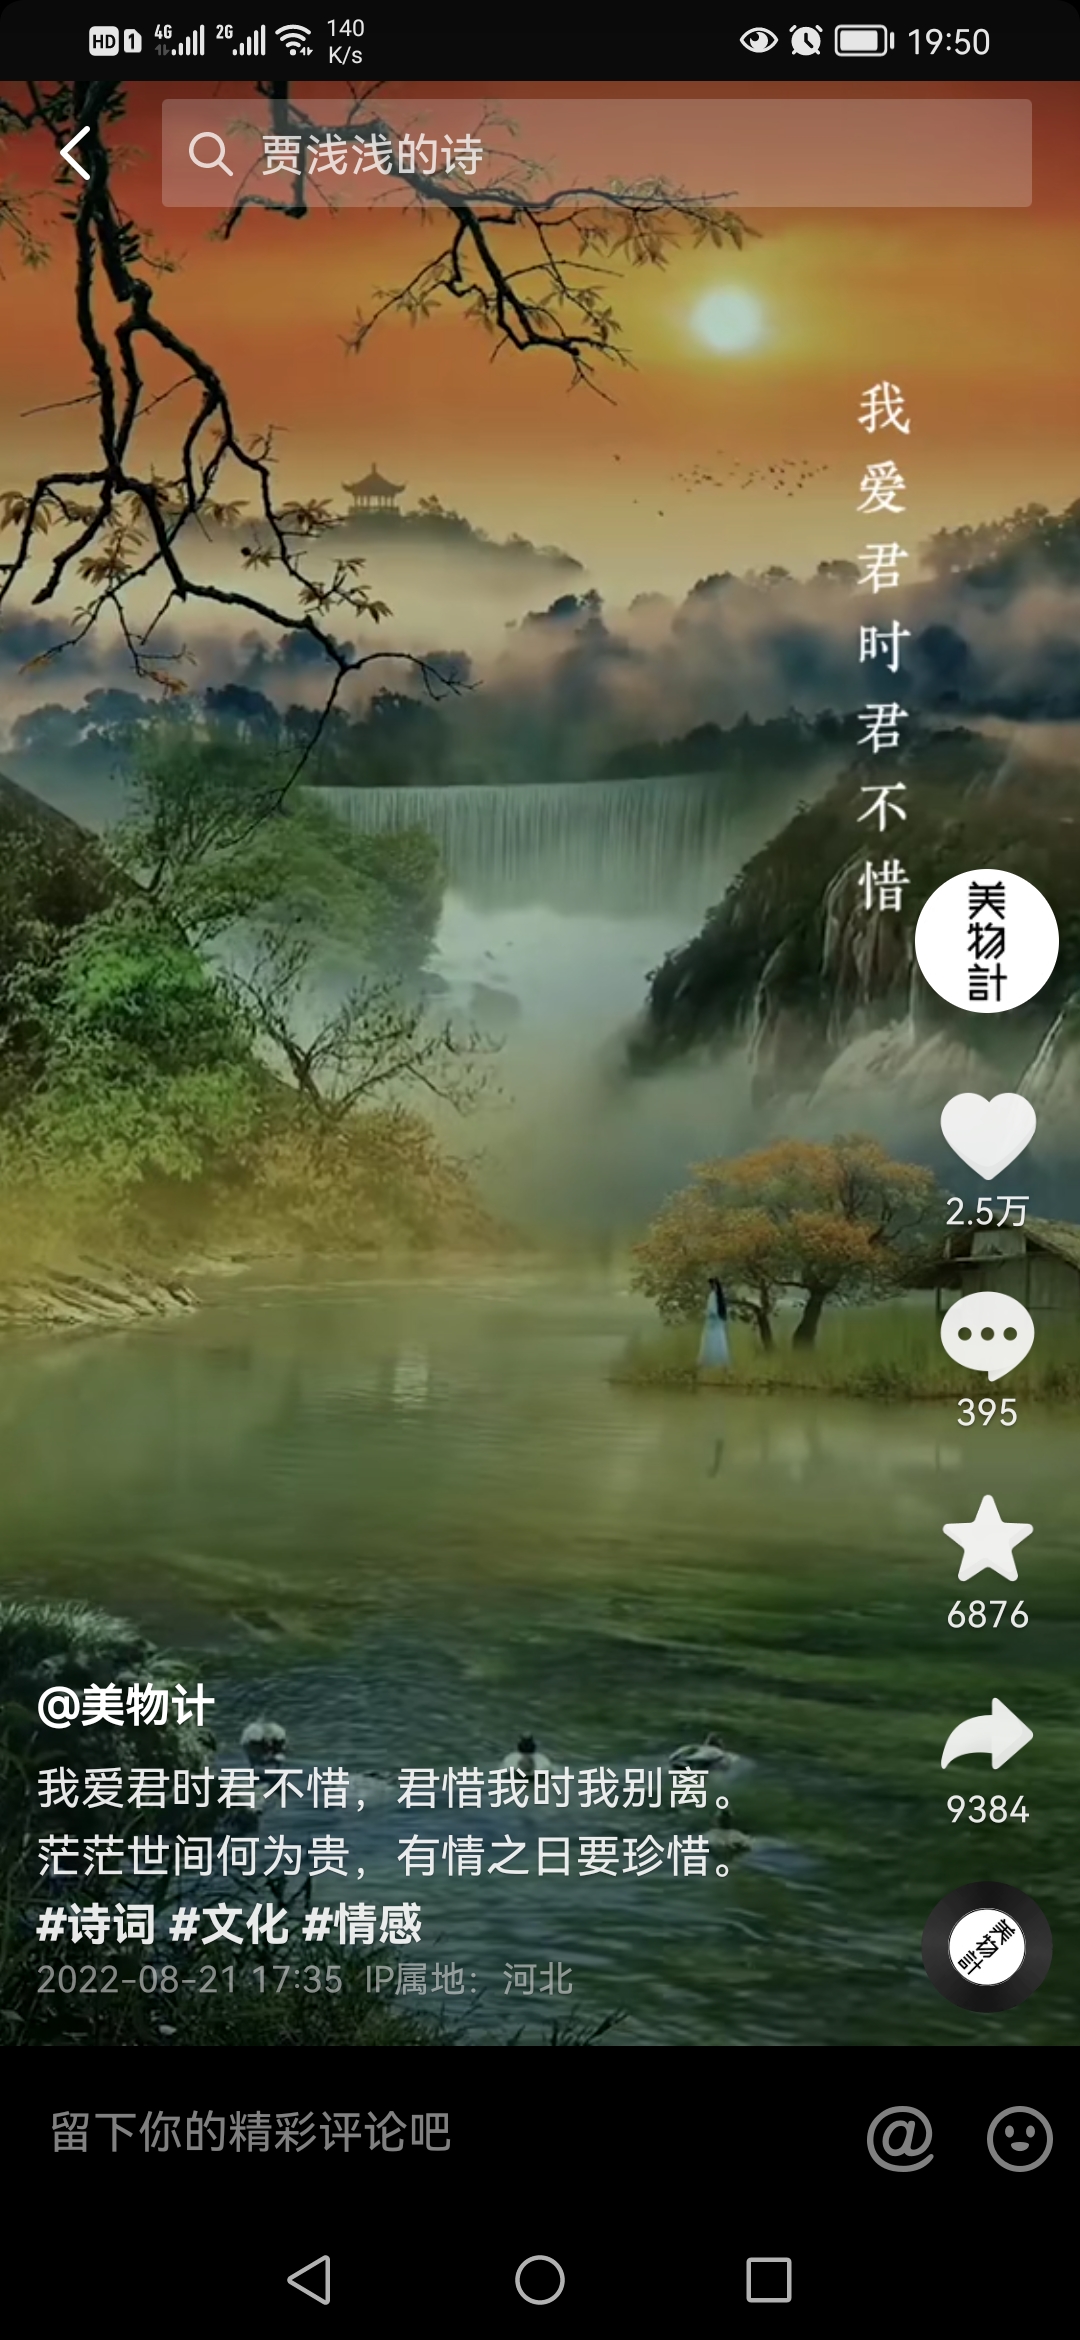 HD 1 4G 2G 140 K/s 19:50
贾浅浅的诗
我爱君时君不惜
美物計
2.5万
395
6876
9384
@美物计
我爱君时君不惜，君惜我时我别离。
茫茫世间何为贵，有情之日要珍惜。
#诗词 #文化 #情感
2022-08-21 17:35 IP属地：河北
美物計
留下你的精彩评论吧
@